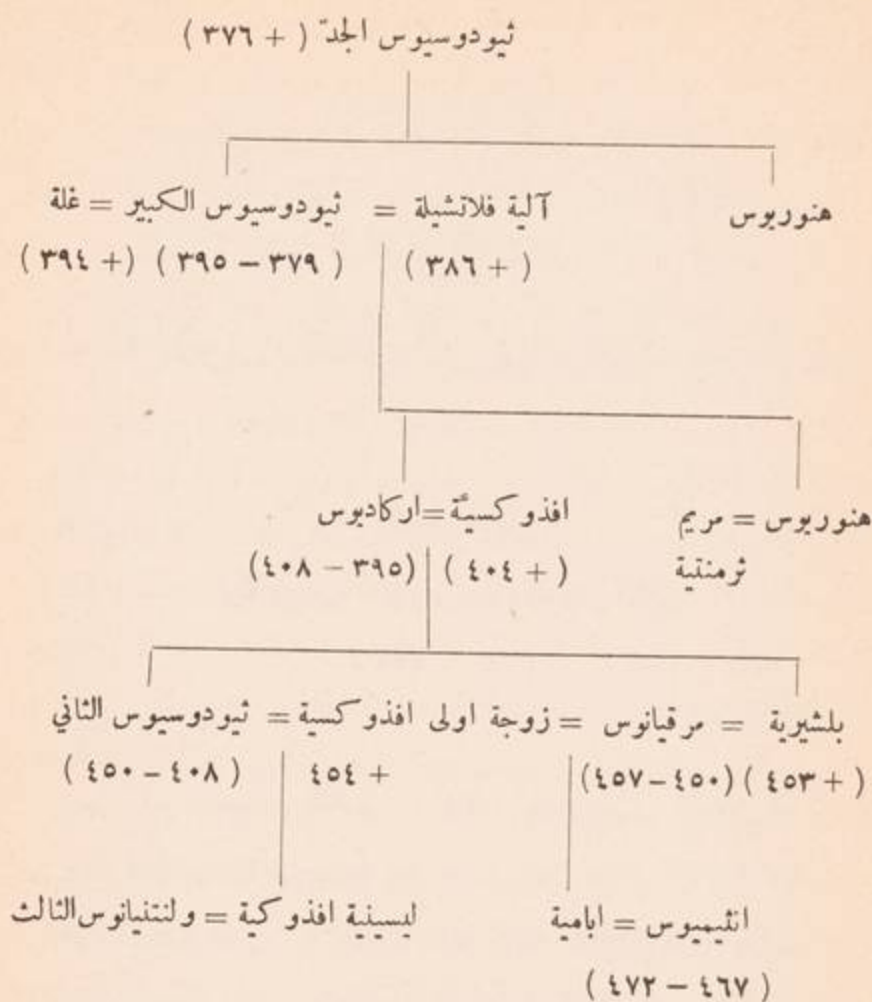 ثيودوسيوس الجدّ ( + ٣٧٦ )
هنوريوس آلية فلاتشيلة = ثيودوسيوس الكبير = غلة
( + ٣٨٦ ) ( ٣٧٩ – ٣٩٥ ) (+ ٣٩٤ )
هنوريوس = مريم افذوكسيَّة = اركاديوس
ثرمنتية ( + ٤٠٤ ) (٣٩٥ – ٤٠٨)
بلشيرية = مرقيانوس = زوجة اولى افذوكسية = ثيودوسيوس الثاني
( + ٤٥٣ ) (٤٥٠ – ٤٥٧) + ٤٥٤ ( ٤٠٨ – ٤٥٠ )
انثيميوس = ابامية ليسينية افذوكية = ولنتنيانوس الثالث
( ٤٦٧ – ٤٧٢ )